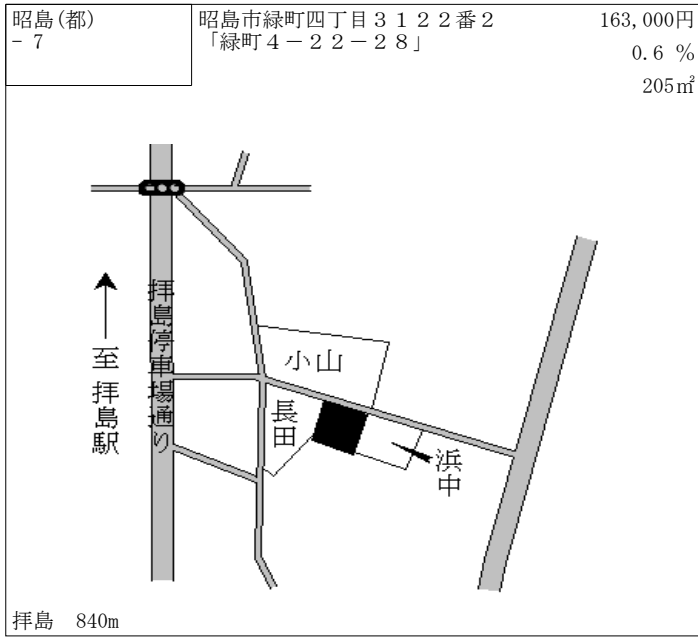 昭島(都)
- 7
昭島市緑町四丁目３１２２番２
「緑町４－２２－２８」
163,000円
0.6 %
205㎡
拝島停車場通り
至 拝島駅
小山
長田
浜中
拝島 840m